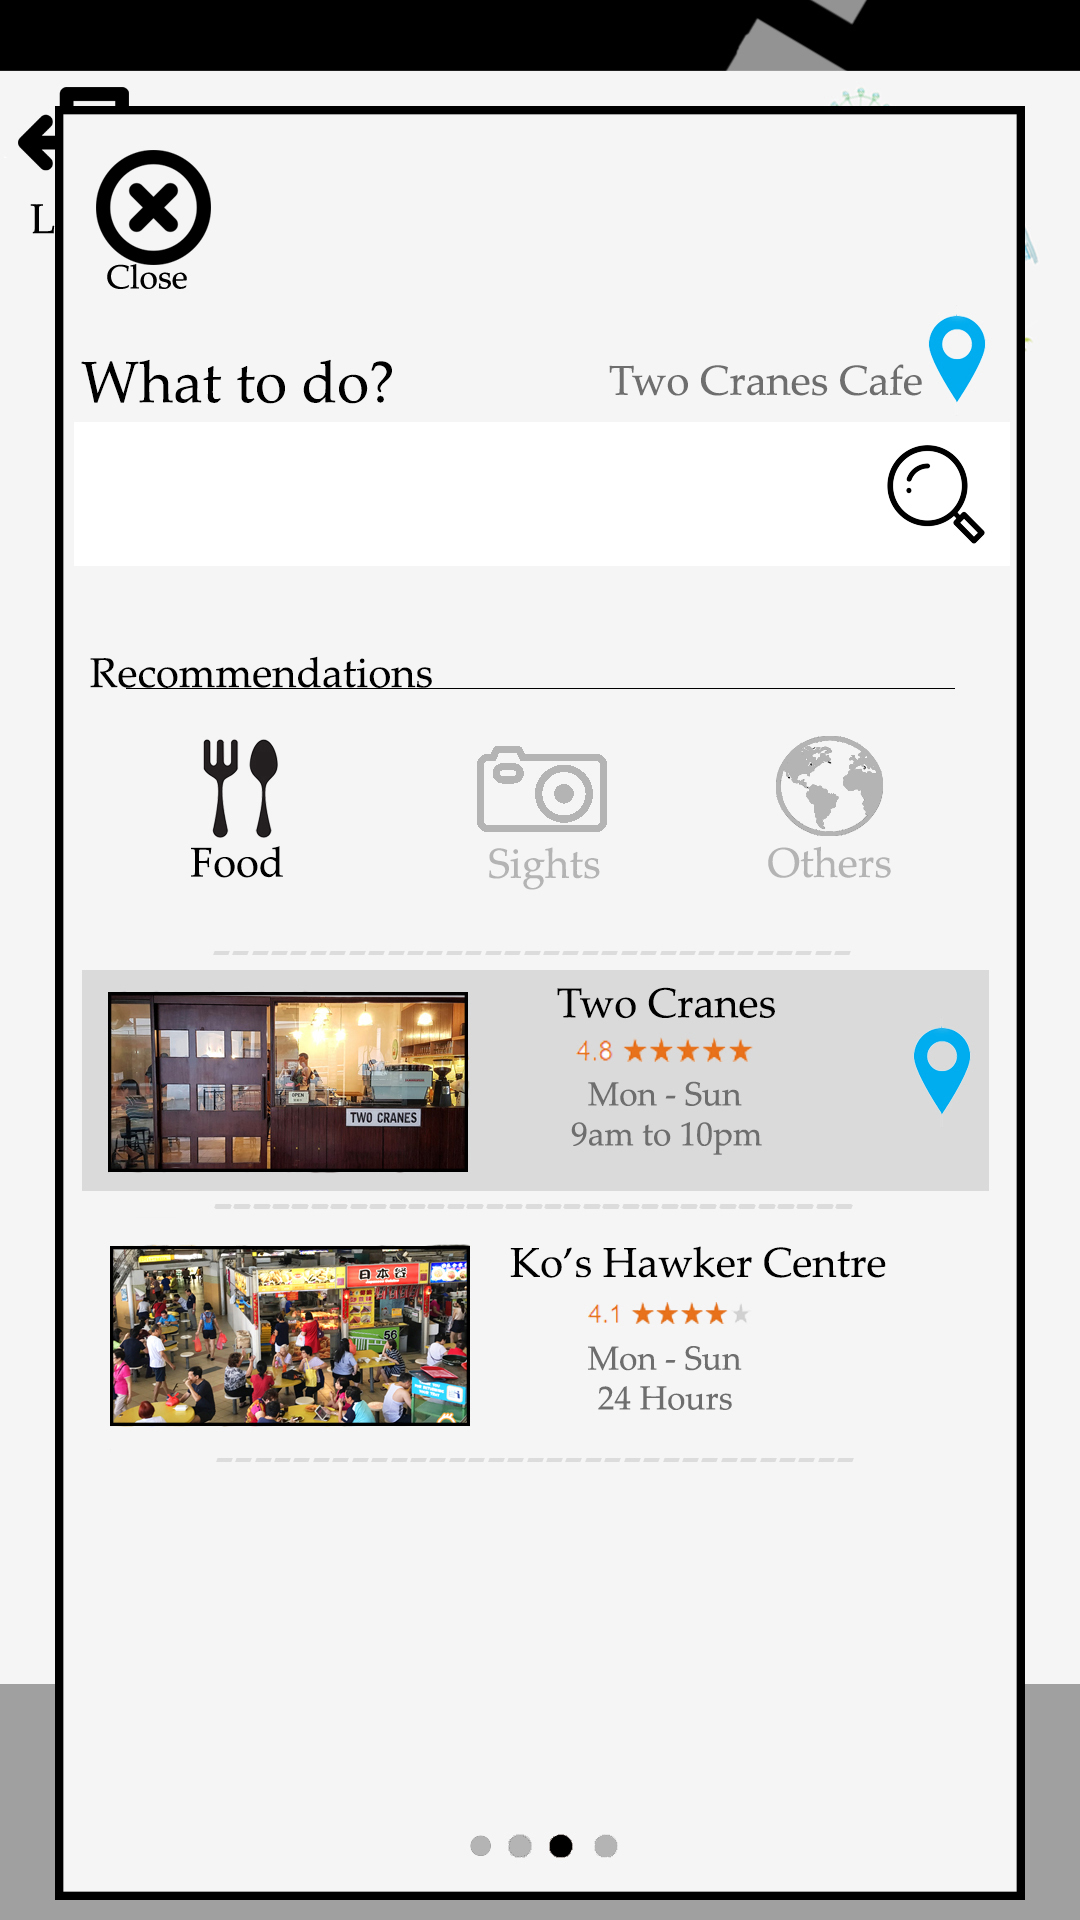 L
Close
What to do?
Two Cranes Cafe
Recommendations
Food
Sights
Others
Two Cranes
4.8
Mon - Sun
9am to 10pm
OPEN
TWO CRANES
Ko’s Hawker Centre
4.1
Mon - Sun
24 Hours
日本餐
56